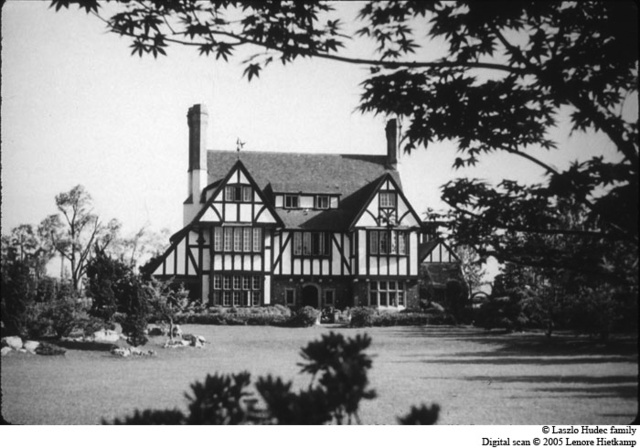 © Laszlo Hudec family
Digital scan © 2005 Lenore Hietkamp